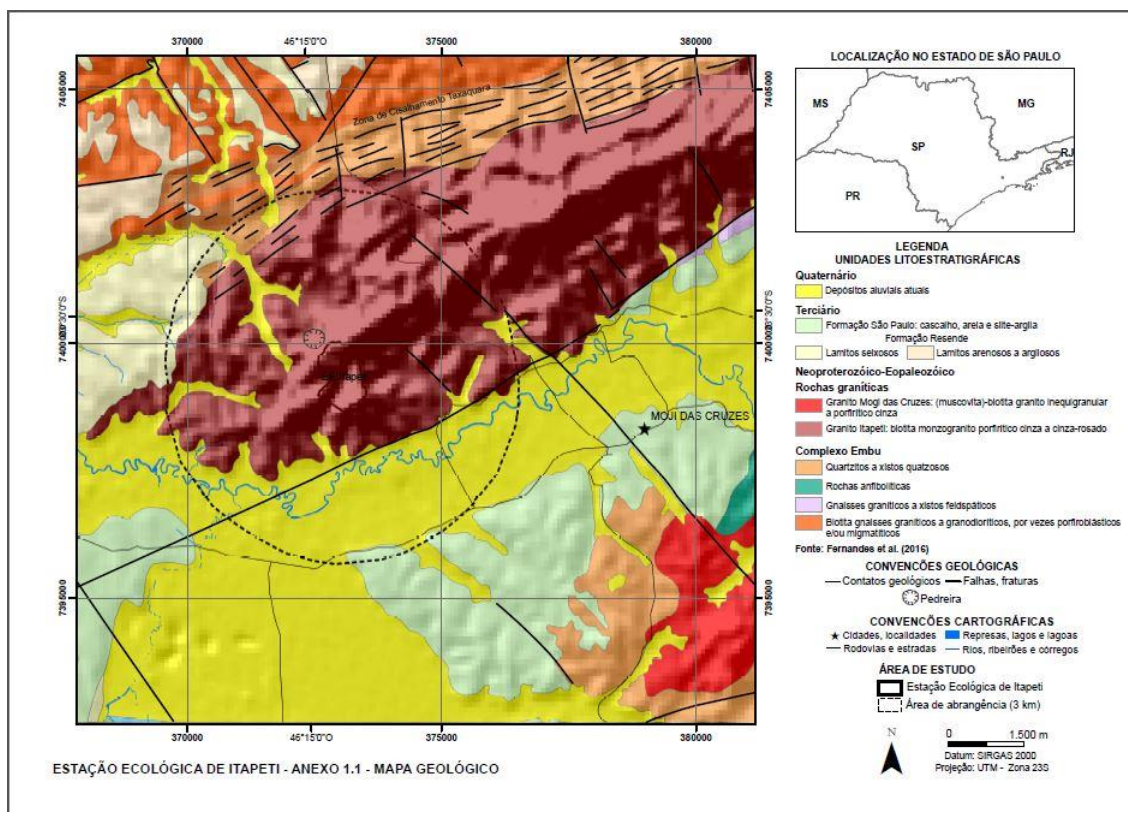 370000 46°15'0"O 375000 380000
7405000 7405000
Zona de Cisalhamento Taxaquara
7400000
MOJI DAS CRUZES
7395000 7395000
370000 46°15'0"O 375000 380000
ESTAÇÃO ECOLÓGICA DE ITAPETI - ANEXO 1.1 - MAPA GEOLÓGICO
LOCALIZAÇÃO NO ESTADO DE SÃO PAULO
MS MG
SP
RJ
PR
LEGENDA
UNIDADES LITOESTRATIGRÁFICAS
Quaternário
Depósitos aluviais atuais
Terciário
Formação São Paulo: cascalho, areia e silte-argila
Formação Resende
Lamitos seixosos Lamitos arenosos a argilosos
Neoproterozóico-Eopaleozóico
Rochas graníticas
Granito Mogi das Cruzes: (muscovita)-biotita granito inequigranular
a porfirítico cinza
Granito Itapeti: biotita monzogranito porfirítico cinza a cinza-rosado
Complexo Embu
Quartzitos a xistos quatzosos
Rochas anfibolíticas
Gnaisses graníticos a xistos feldspáticos
Biotita gnaisses graníticos a granodioríticos, por vezes porfiroblásticos
e/ou migmatíticos
Fonte: Fernandes et al. (2016)
CONVENÇÕES GEOLÓGICAS
Contatos geológicos Falhas, fraturas
Pedreira
CONVENÇÕES CARTOGRÁFICAS
Cidades, localidades Represas, lagos e lagoas
Rodovias e estradas Rios, ribeirões e córregos
ÁREA DE ESTUDO
Estação Ecológica de Itapeti
Área de abrangência (3 km)
N
0 1.500 m
Datum: SIRGAS 2000
Projeção: UTM - Zona 23S